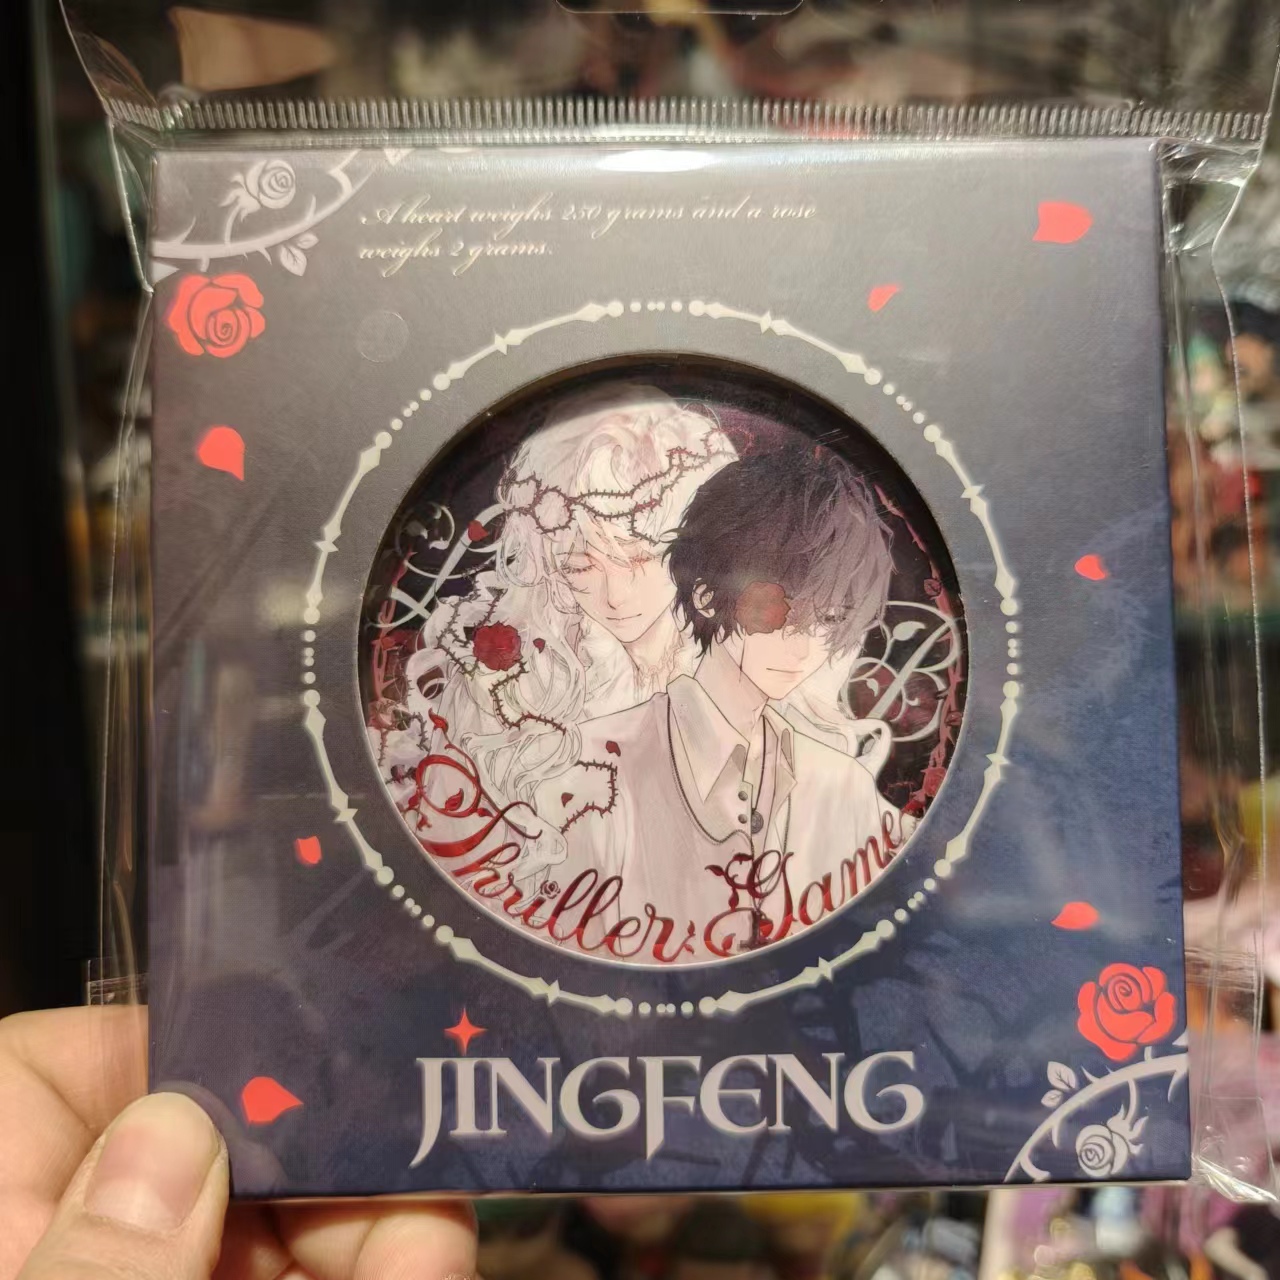 A heart weighs 250 grams and a rose
weighs 2 grams.
Thriller Game
JINGFENG